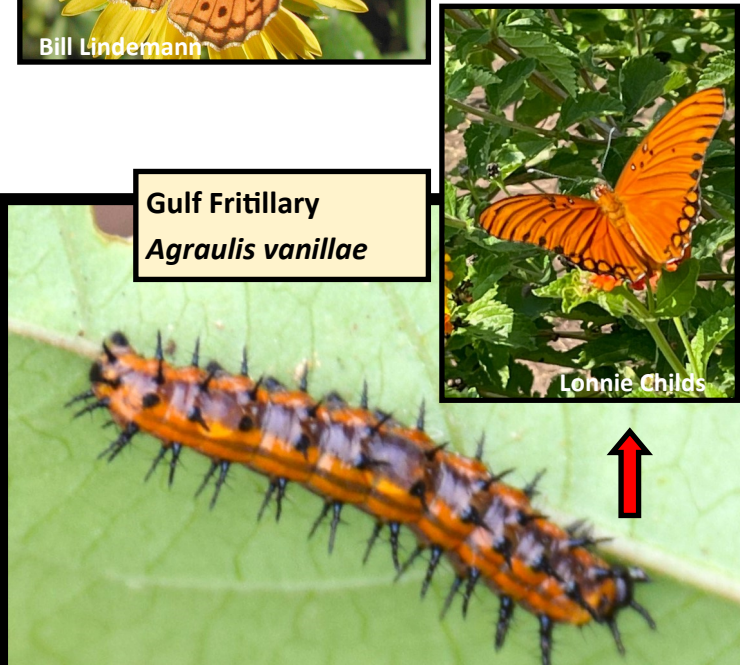 Bill Lindemann
Gulf Fritillary
Agraulis vanillae
Lonnie Childs